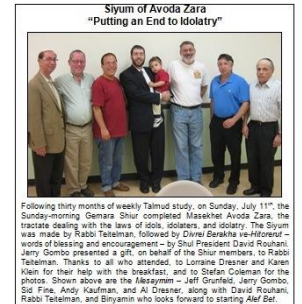 Siyum of Avoda Zara
“Putting an End to Idolatry”
Following thirty months of weekly Talmud study, on Sunday, July 11th, the
Sunday-morning Gemara Shiur completed Masekhet Avoda Zara, the
tractate dealing with the laws of idols, idolaters, and idolatry. The Siyum
was made by Rabbi Teitelman, followed by Divrei Berakha ve-Hitorerut –
words of blessing and encouragement – by Shul President David Rouhani.
Jerry Gombo presented a gift, on behalf of the Shiur members, to Rabbi
Teitelman. Thanks to all who attended, to Lorraine Dresner and Karen
Klein for their help with the breakfast, and to Stefan Coleman for the
photos. Shown above are the Mesaymim – Jeff Grunfeld, Jerry Gombo,
Sid Fine, Andy Kaufman, and Al Dresner, along with David Rouhani,
Rabbi Teitelman, and Binyamin who looks forward to starting Alef Bet.